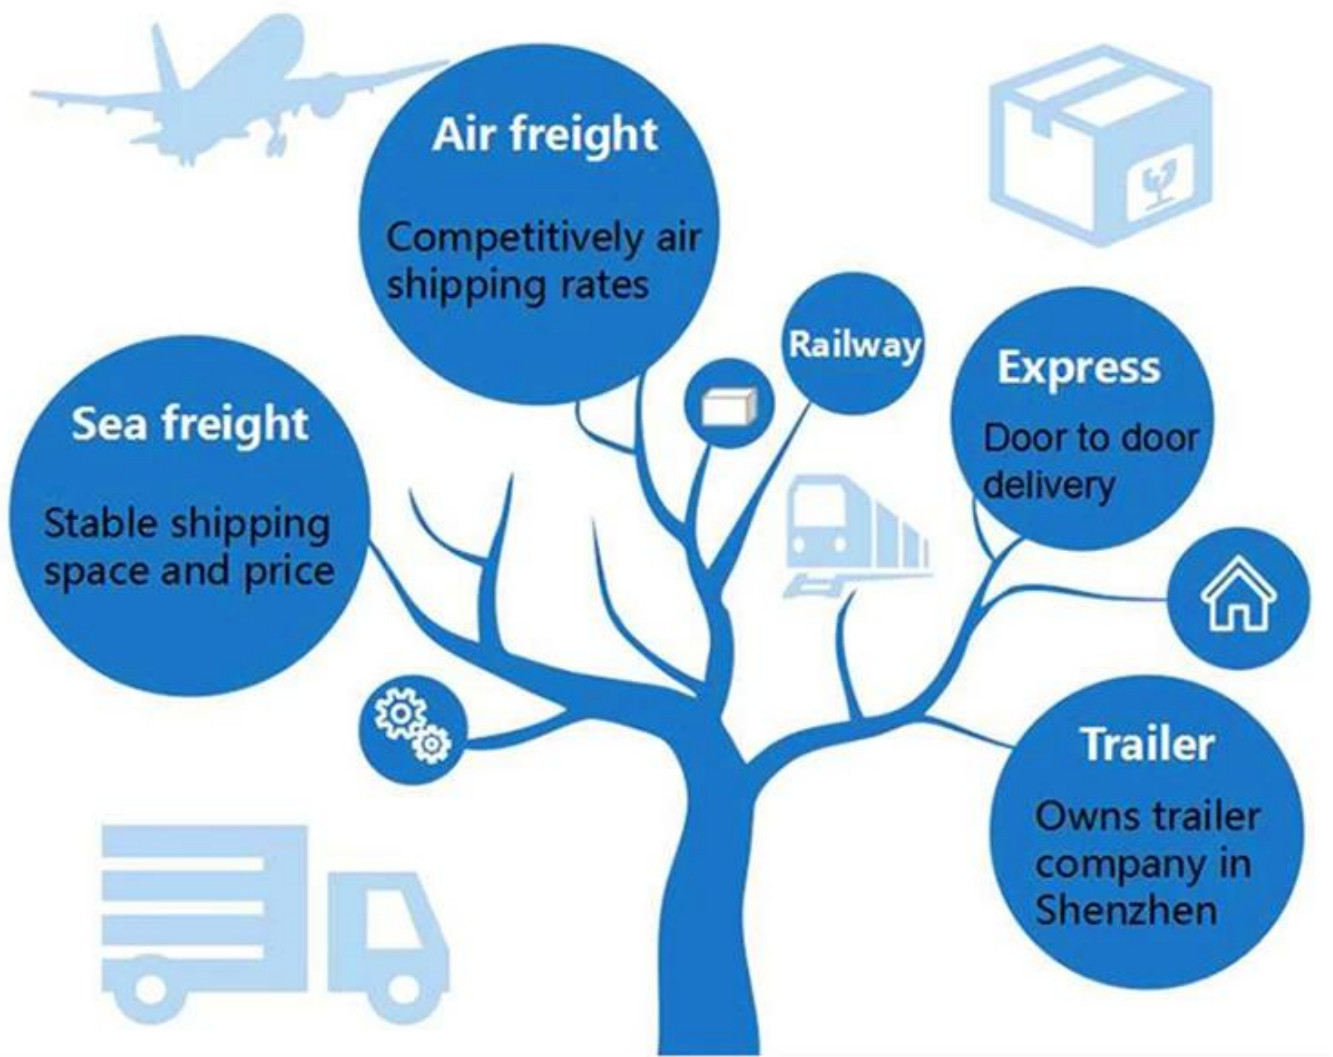 Air freight
Competitively air
shipping rates
Railway
Express
Door to door
delivery
Sea freight
Stable shipping
space and price
Trailer
Owns trailer
company in
Shenzhen